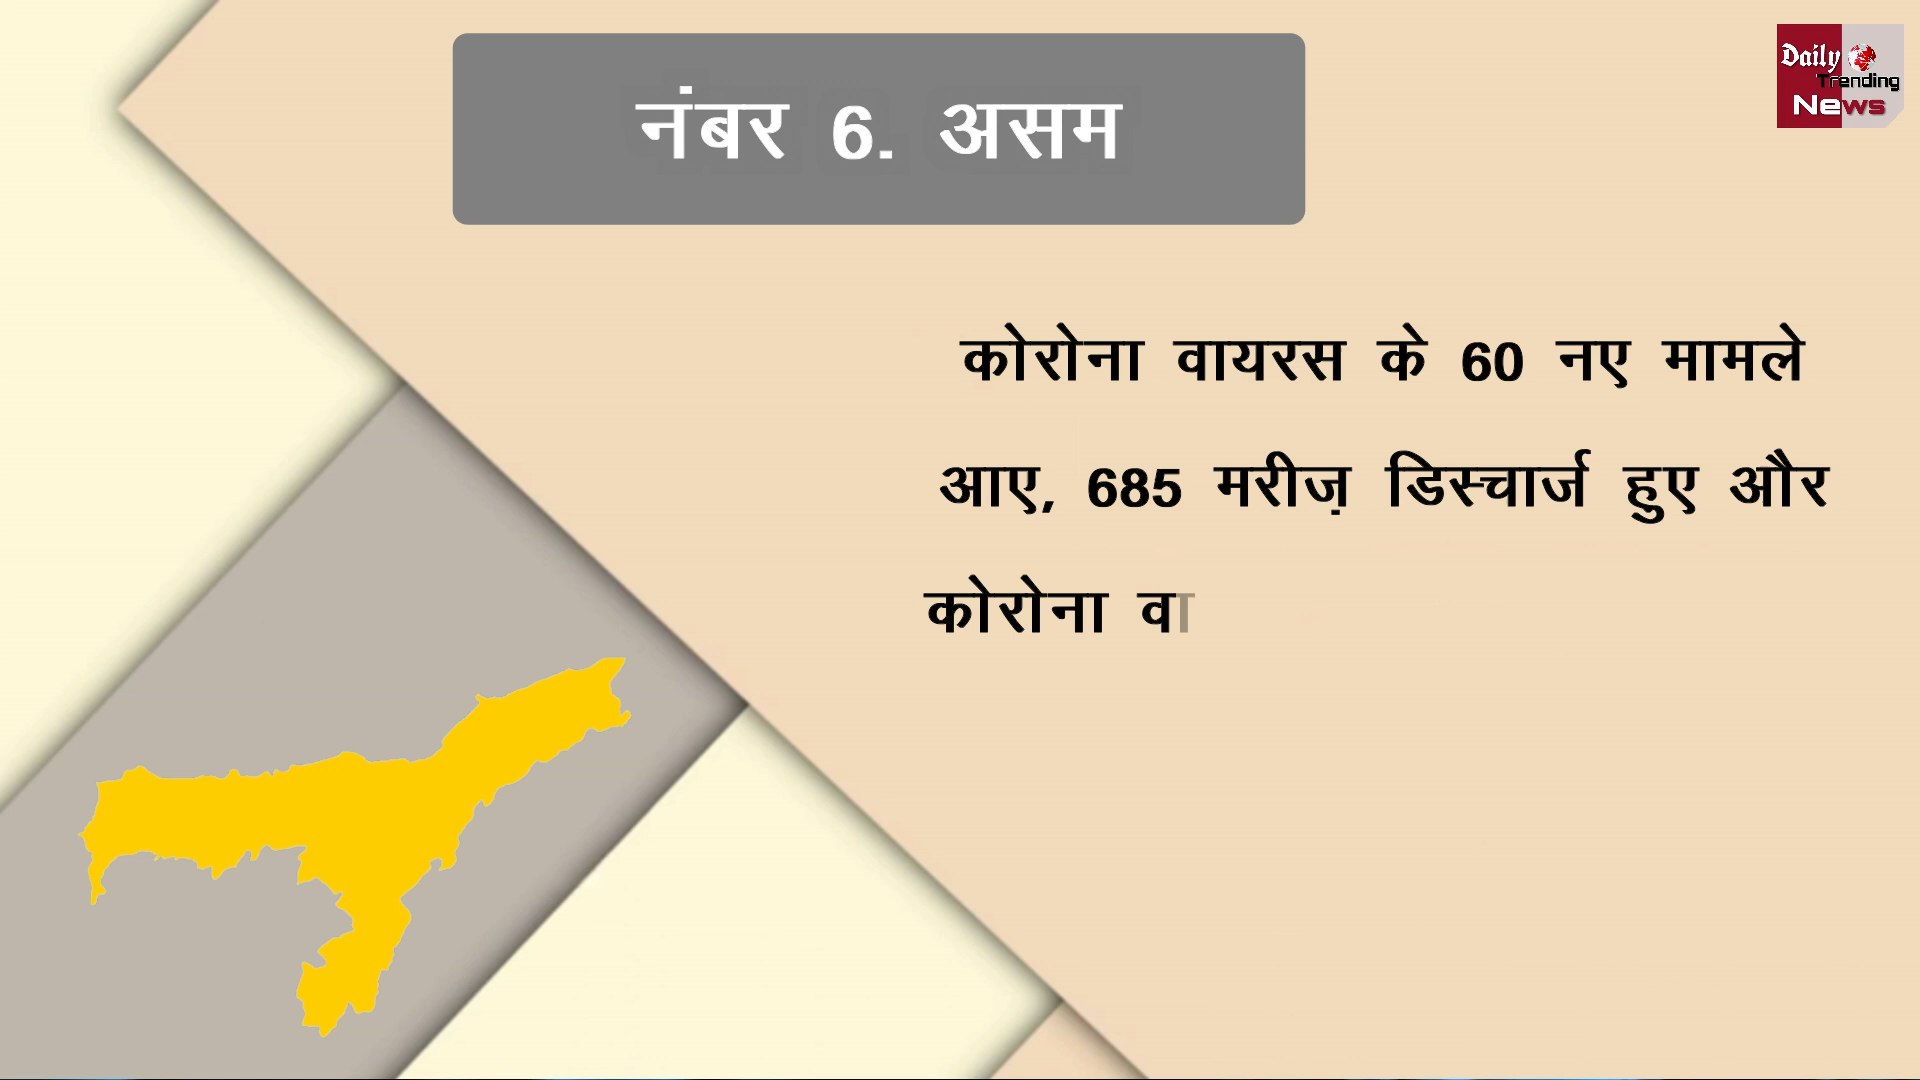 नंबर 6. असम
Daily
Trending
News
कोरोना वायरस के 60 नए मामले
आए, 685 मरीज़ डिस्चार्ज हुए और
कोरोना वा